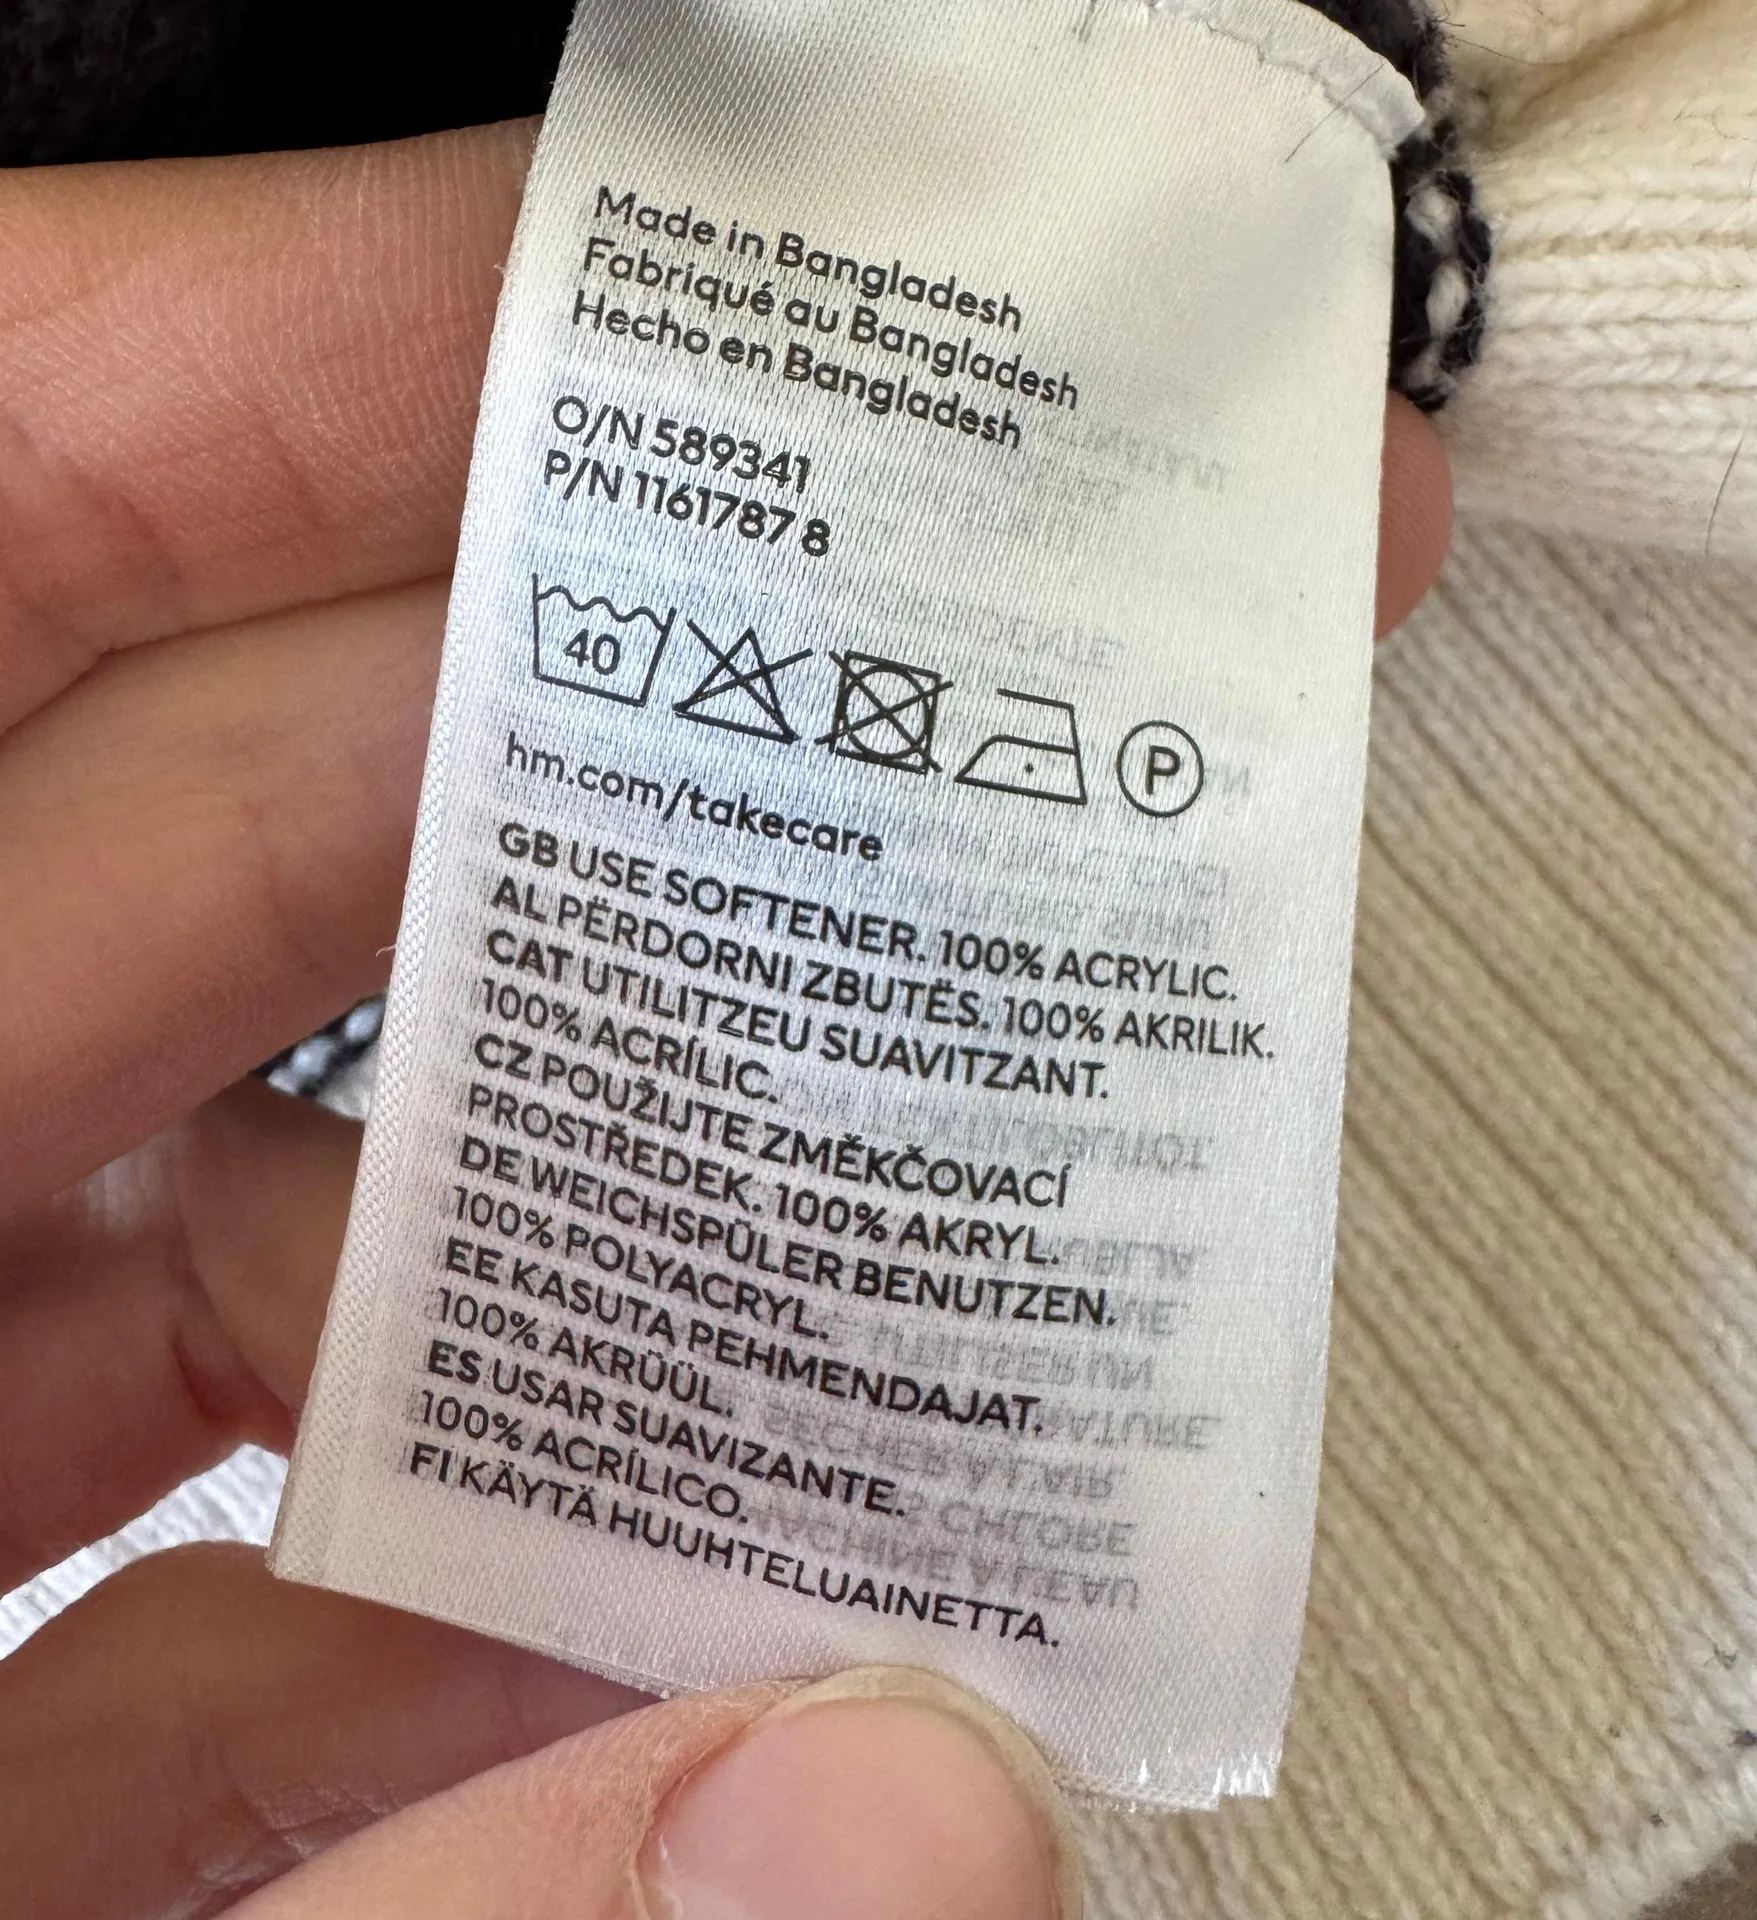 Made in Bangladesh
Fabriqué au Bangladesh
Hecho en Bangladesh
O/N 589341
P/N 1161787 8
40
P
hm.com/takecare
GB USE SOFTENER. 100% ACRYLIC.
AL PËRDORNI ZBUTËS. 100% AKRILIK.
CAT UTILITZEU SUAVITZANT.
100% ACRÍLIC.
CZ POUŽIJTE ZMĚKČOVACÍ
PROSTŘEDEK. 100% AKRYL.
DE WEICHSPÜLER BENUTZEN.
100% POLYACRYL.
EE KASUTA PEHMENDAJAT.
100% AKRÜÜL.
ES USAR SUAVIZANTE.
100% ACRÍLICO.
FI KÄYTÄ HUUHTELUAINETTA.